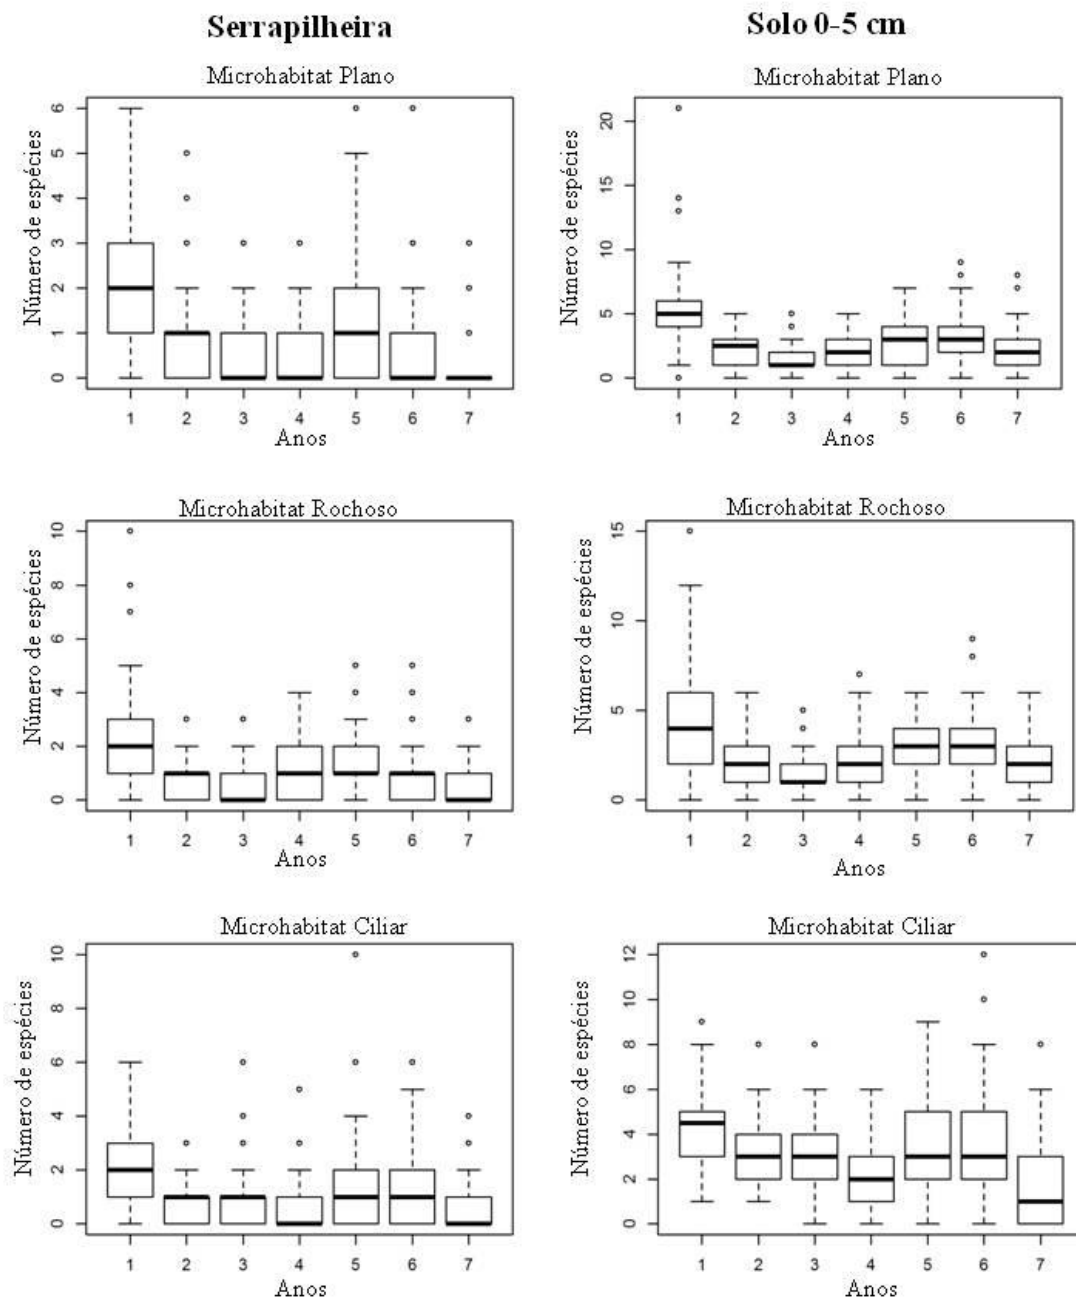 Serrapilheira
Solo 0-5 cm
Microhabitat Plano
Número de espécies
6
5
4
3
2
1
0
1 2 3 4 5 6 7
Anos
Microhabitat Plano
Número de espécies
20
15
10
5
0
1 2 3 4 5 6 7
Anos
Microhabitat Rochoso
Número de espécies
10
8
6
4
2
0
1 2 3 4 5 6 7
Anos
Microhabitat Rochoso
Número de espécies
15
10
5
0
1 2 3 4 5 6 7
Anos
Microhabitat Ciliar
Número de espécies
10
8
6
4
2
0
1 2 3 4 5 6 7
Anos
Microhabitat Ciliar
Número de espécies
12
10
8
6
4
2
0
1 2 3 4 5 6 7
Anos